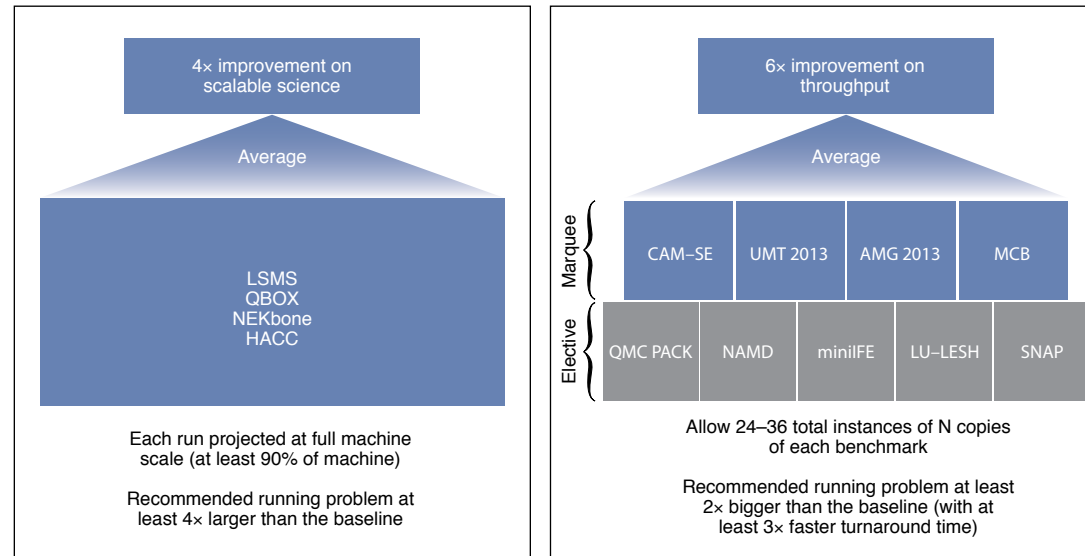 4× improvement on
scalable science
Average
LSMS
QBOX
NEKbone
HACC
Each run projected at full machine
scale (at least 90% of machine)
Recommended running problem at
least 4× larger than the baseline
6× improvement on
throughput
Average
Marquee
CAM–SE
UMT 2013
AMG 2013
MCB
Elective
QMC PACK
NAMD
miniIFE
LU–LESH
SNAP
Allow 24–36 total instances of N copies
of each benchmark
Recommended running problem at least
2× bigger than the baseline (with at
least 3× faster turnaround time)